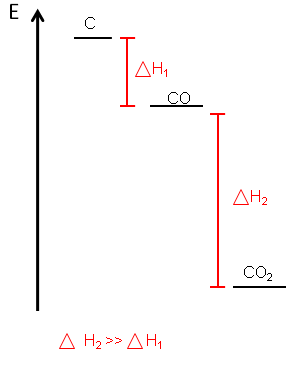 E
C
△H₁
CO
△H₂
CO₂
△ H₂ >> △H₁